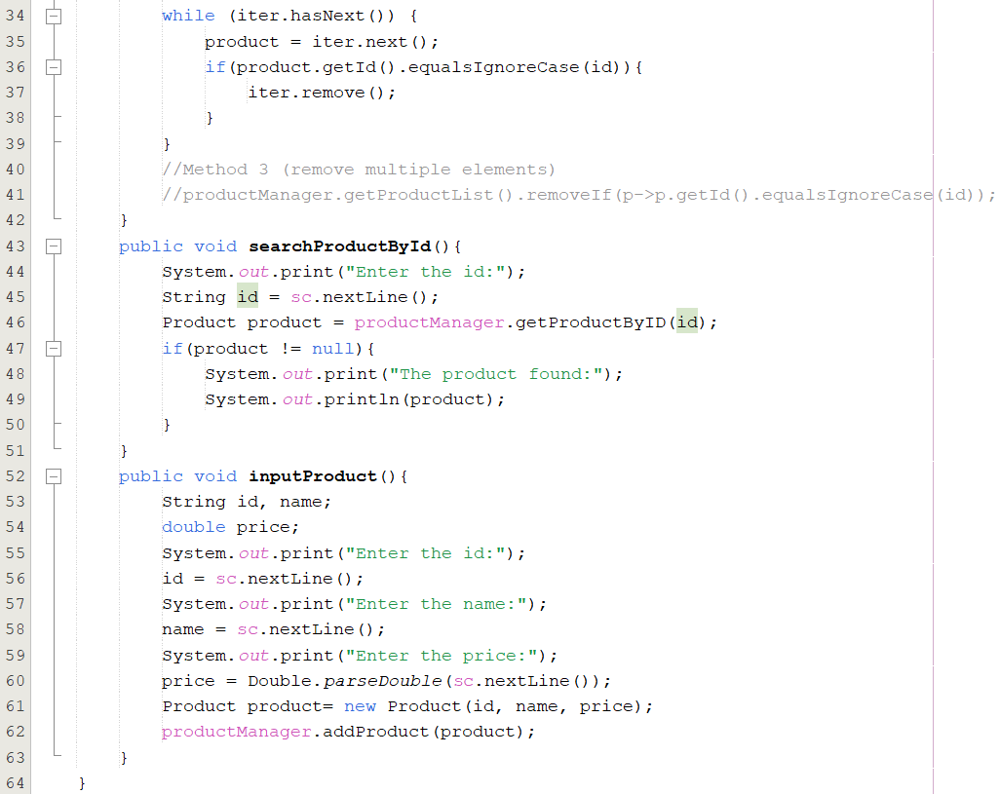 34 while (iter.hasNext()) {
35 product = iter.next();
36 if(product.getId().equalsIgnoreCase(id)){
37 iter.remove();
38 }
39 }
40 //Method 3 (remove multiple elements)
41 //productManager.getProductList().removeIf(p->p.getId().equalsIgnoreCase(id));
42 }
43 public void searchProductById(){
44 System.out.print("Enter the id:");
45 String id = sc.nextLine();
46 Product product = productManager.getProductByID(id);
47 if(product != null){
48 System.out.print("The product found:");
49 System.out.println(product);
50 }
51 }
52 public void inputProduct(){
53 String id, name;
54 double price;
55 System.out.print("Enter the id:");
56 id = sc.nextLine();
57 System.out.print("Enter the name:");
58 name = sc.nextLine();
59 System.out.print("Enter the price:");
60 price = Double.parseDouble(sc.nextLine());
61 Product product= new Product(id, name, price);
62 productManager.addProduct(product);
63 }
64 }